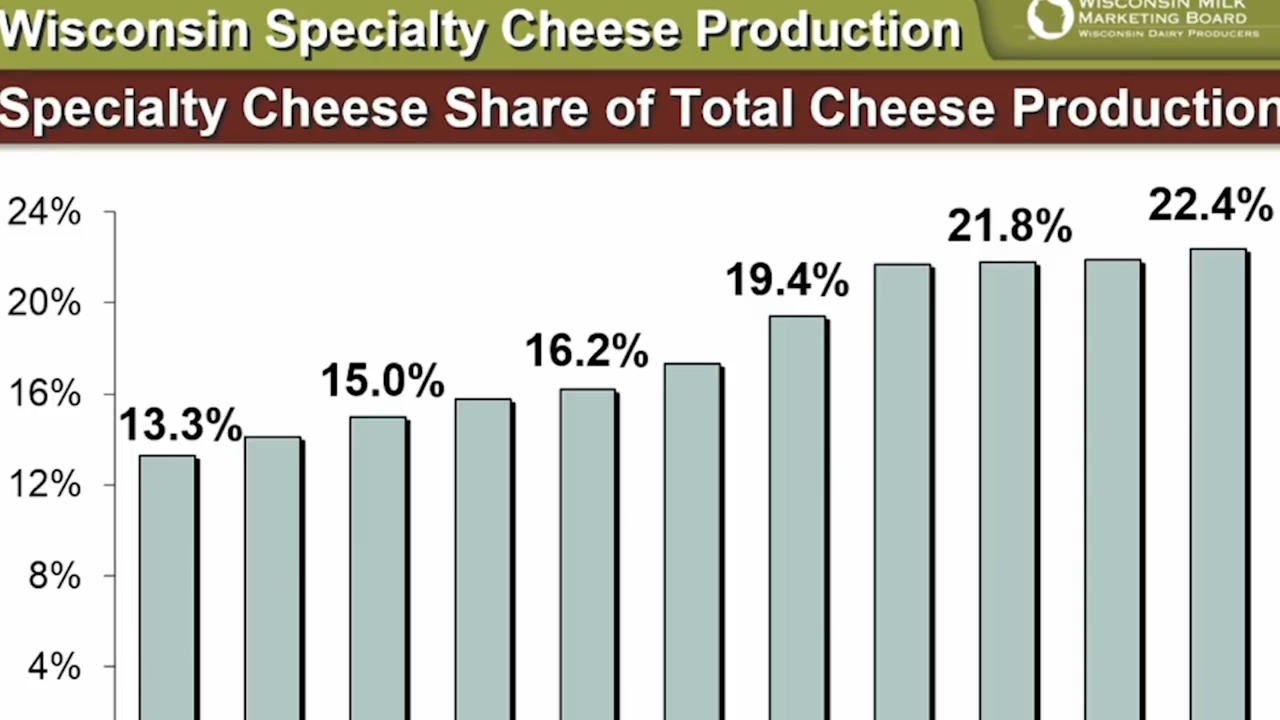 Wisconsin Specialty Cheese Production
WISCONSIN MILK
MARKETING BOARD
WISCONSIN DAIRY PRODUCERS
Specialty Cheese Share of Total Cheese Production
24%
20%
16%
12%
8%
4%
13.3%
15.0%
16.2%
19.4%
21.8%
22.4%